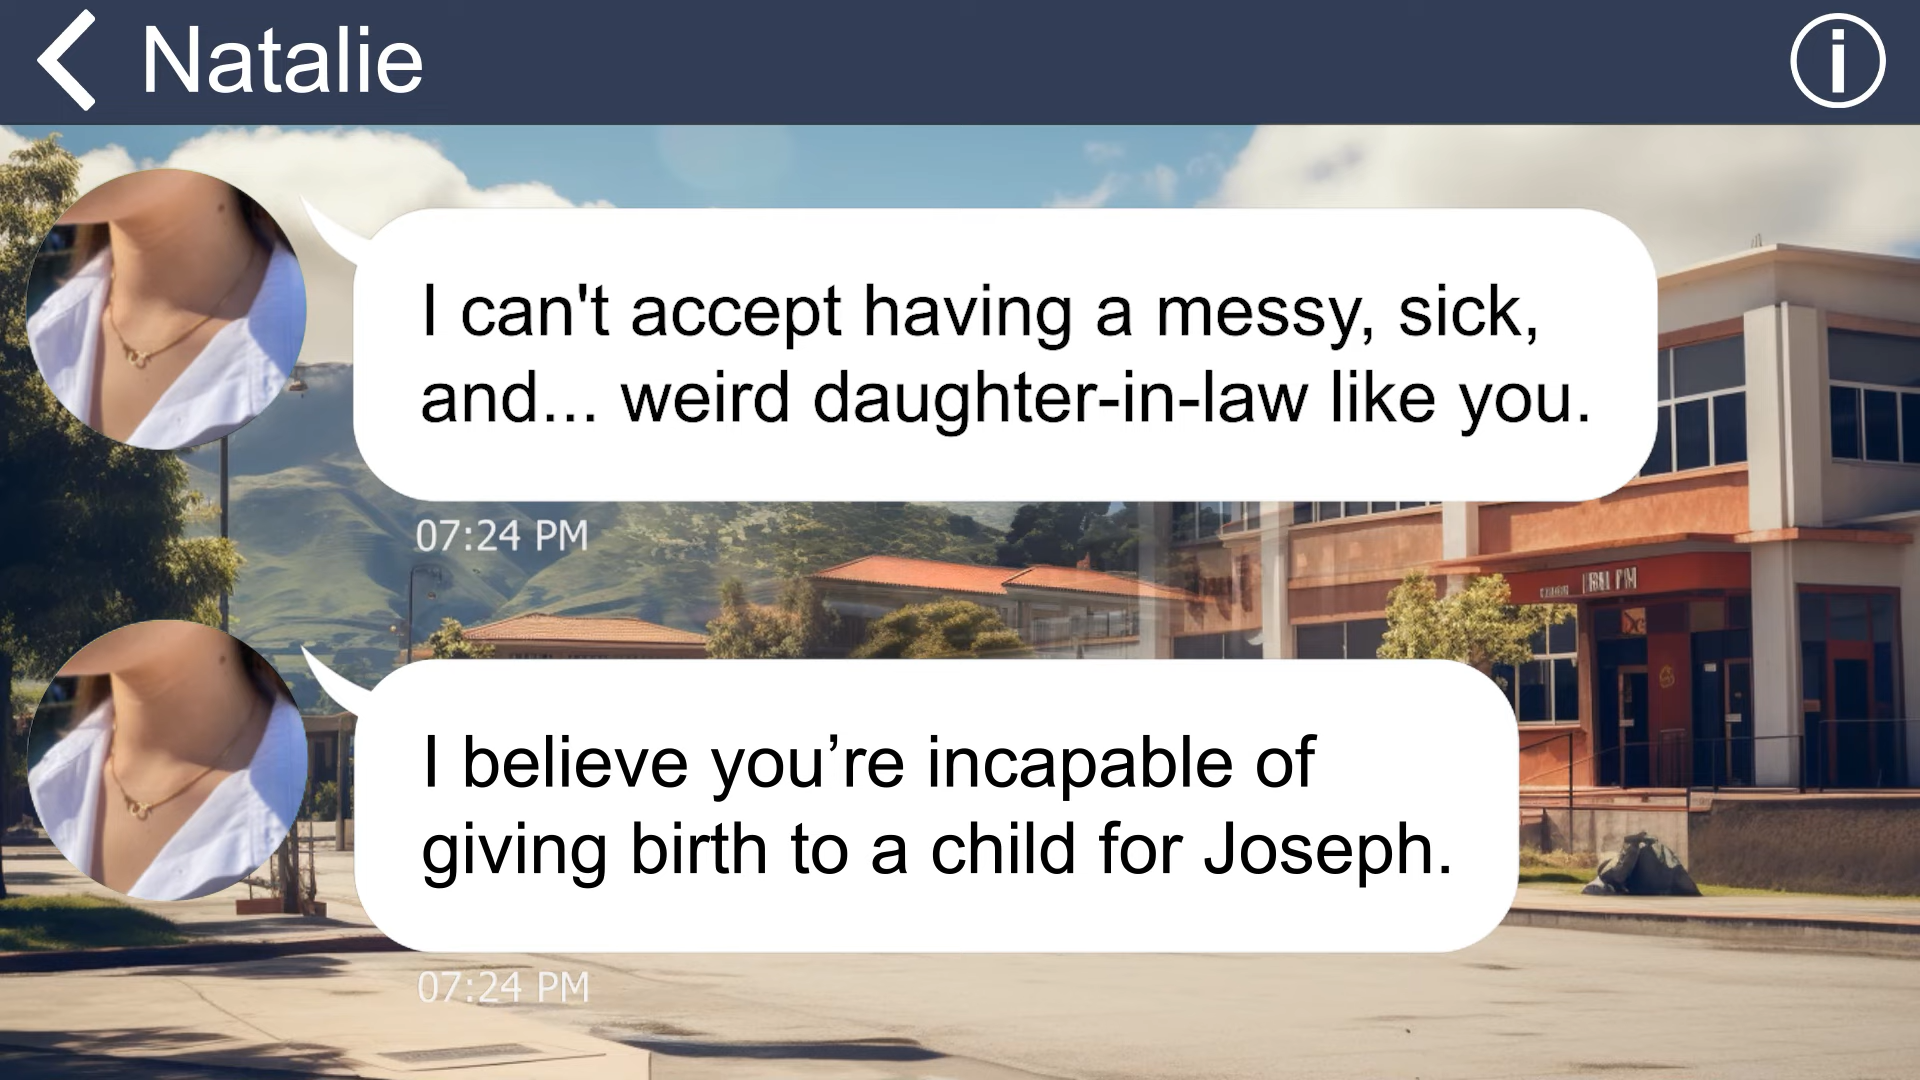 Natalie
I can't accept having a messy, sick,
and... weird daughter-in-law like you.
07:24 PM
I believe you’re incapable of
giving birth to a child for Joseph.
07:24 PM